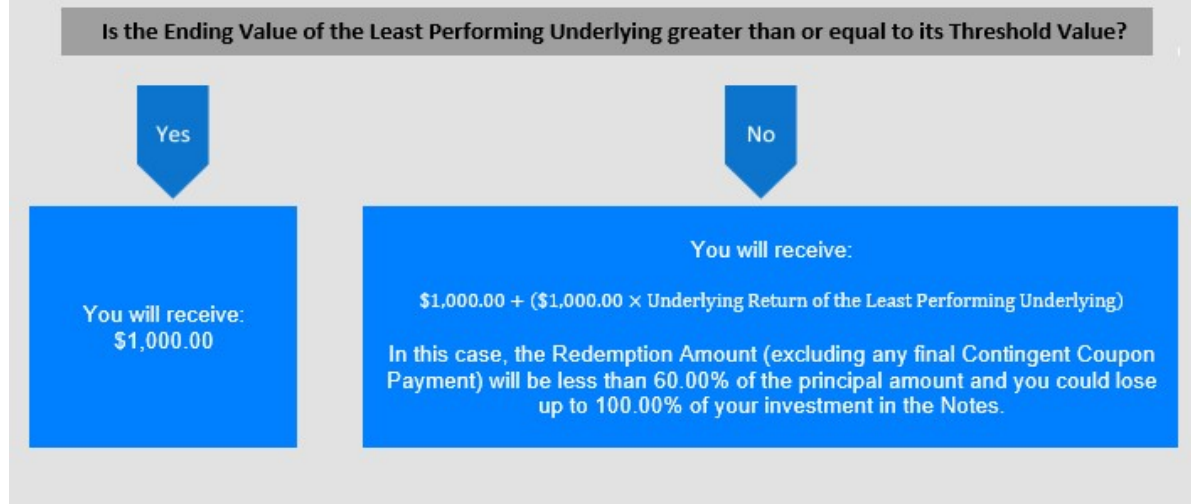 Is the Ending Value of the Least Performing Underlying greater than or equal to its Threshold Value?
Yes
No
You will receive:
$1,000.00
You will receive:
$1,000.00 + ($1,000.00 × Underlying Return of the Least Performing Underlying)
In this case, the Redemption Amount (excluding any final Contingent Coupon
Payment) will be less than 60.00% of the principal amount and you could lose
up to 100.00% of your investment in the Notes.